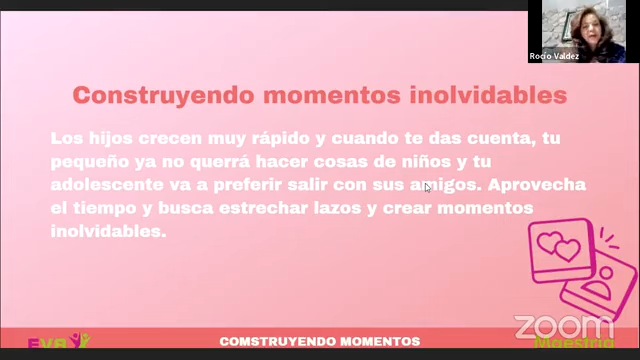 Rocio Valdez
Construyendo momentos inolvidables
Los hijos crecen muy rápido y cuando te das cuenta, tu
pequeño ya no querrá hacer cosas de niños y tu
adolescente va a preferir salir con sus amigos. Aprovecha
el tiempo y busca estrechar lazos y crear momentos
inolvidables.
zoom
EVB
COMSTRUYENDO MOMENTOS
Maestría